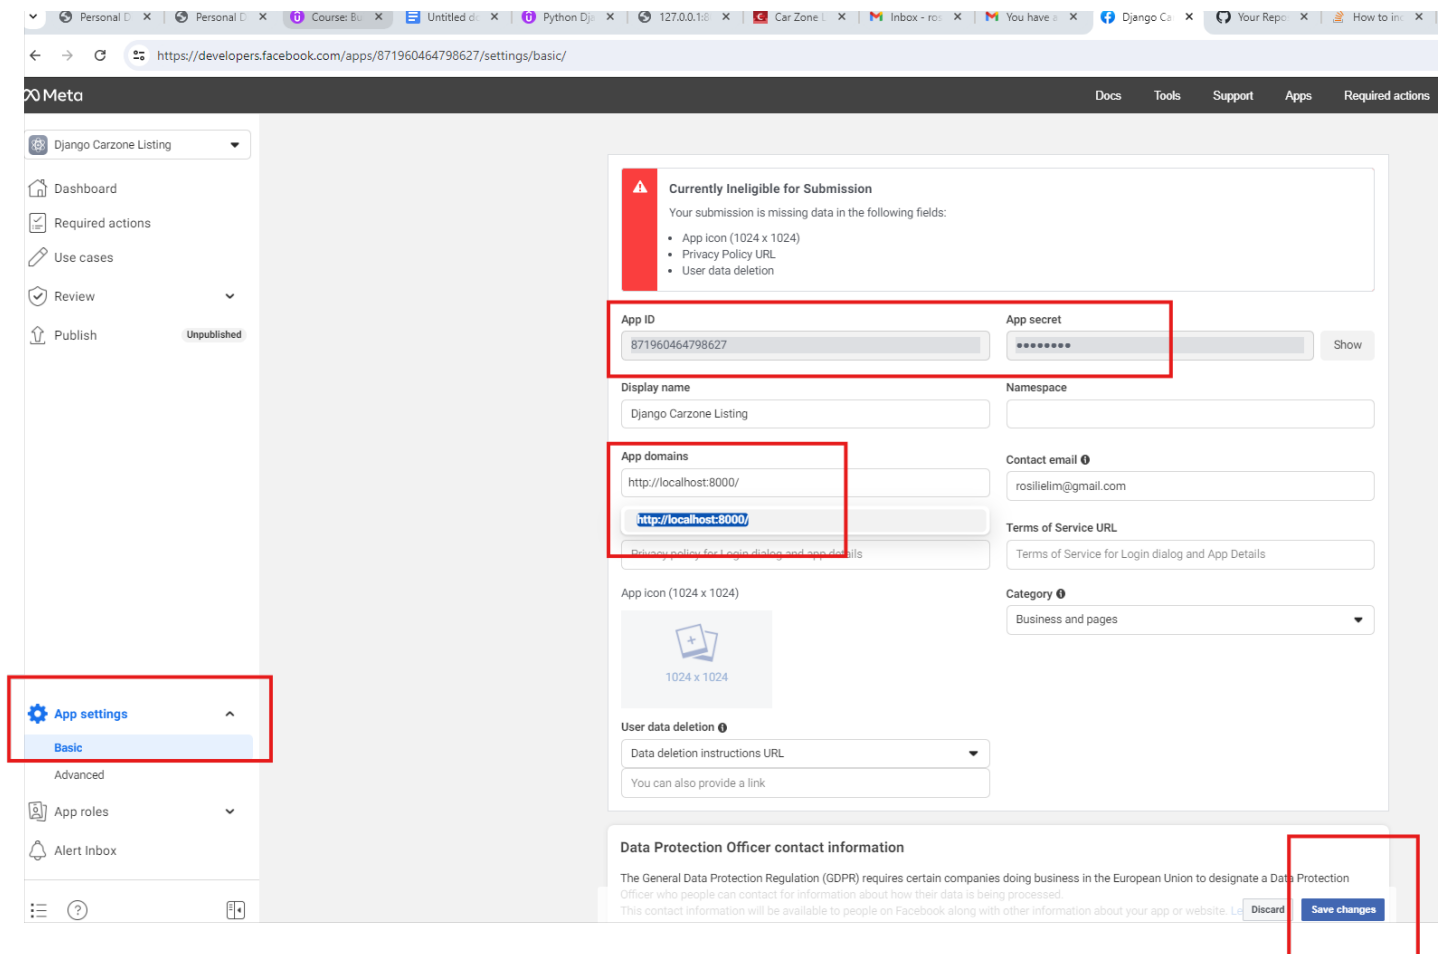 Personal D
Personal D
Course: Bu
Untitled do
Python Dja
127.0.0.1:8
Car Zone L
Inbox - ros
You have a
Django Ca
Your Repo
How to inc
https://developers.facebook.com/apps/871960464798627/settings/basic/
Meta
Docs Tools Support Apps Required actions
Django Carzone Listing
Dashboard
Required actions
Use cases
Review
Publish Unpublished
App settings
Basic
Advanced
App roles
Alert Inbox
Currently Ineligible for Submission
Your submission is missing data in the following fields:
• App icon (1024 x 1024)
• Privacy Policy URL
• User data deletion
App ID App secret
871960464798627 •••••••• Show
Display name Namespace
Django Carzone Listing
App domains Contact email
http://localhost:8000/ rosilielim@gmail.com
http://localhost:8000/
Terms of Service URL
Privacy policy for Login dialog and app details Terms of Service for Login dialog and App Details
App icon (1024 x 1024) Category
Business and pages
1024 x 1024
User data deletion
Data deletion instructions URL
You can also provide a link
Data Protection Officer contact information
The General Data Protection Regulation (GDPR) requires certain companies doing business in the European Union to designate a Data Protection
Officer who people can contact for information about how their data is being processed.
This contact information will be available to people on Facebook along with other information about your app or website. Le
Discard Save changes